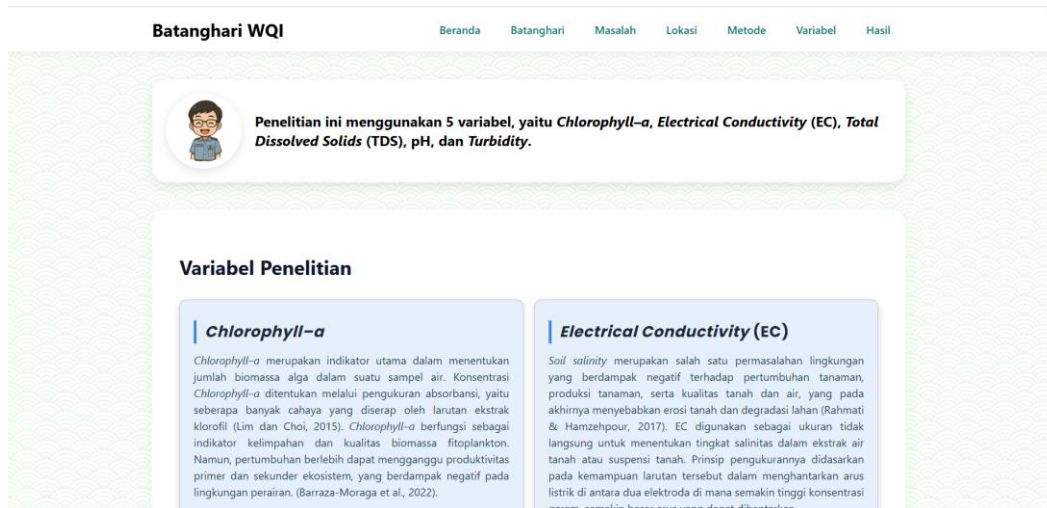 Batanghari WQI
Beranda Batanghari Masalah Lokasi Metode Variabel Hasil
Penelitian ini menggunakan 5 variabel, yaitu Chlorophyll–a, Electrical Conductivity (EC), Total
Dissolved Solids (TDS), pH, dan Turbidity.
Variabel Penelitian
Chlorophyll–a
Chlorophyll–a merupakan indikator utama dalam menentukan
jumlah biomassa alga dalam suatu sampel air. Konsentrasi
Chlorophyll–a ditentukan melalui pengukuran absorbansi, yaitu
seberapa banyak cahaya yang diserap oleh larutan ekstrak
klorofil (Lim dan Choi, 2015). Chlorophyll–a berfungsi sebagai
indikator kelimpahan dan kualitas biomassa fitoplankton.
Namun, pertumbuhan berlebih dapat mengganggu produktivitas
primer dan sekunder ekosistem, yang berdampak negatif pada
lingkungan perairan. (Barraza-Moraga et al., 2022).
Electrical Conductivity (EC)
Soil salinity merupakan salah satu permasalahan lingkungan
yang berdampak negatif terhadap pertumbuhan tanaman,
produksi tanaman, serta kualitas tanah dan air, yang pada
akhirnya menyebabkan erosi tanah dan degradasi lahan (Rahmati
& Hamzehpour, 2017). EC digunakan sebagai ukuran tidak
langsung untuk menentukan tingkat salinitas dalam ekstrak air
tanah atau suspensi tanah. Prinsip pengukurannya didasarkan
pada kemampuan larutan tersebut dalam menghantarkan arus
listrik di antara dua elektroda di mana semakin tinggi konsentrasi
garam, semakin besar arus yang dapat dihantarkan.